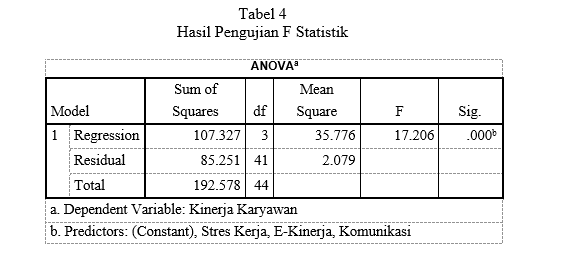 Tabel 4
Hasil Pengujian F Statistik
ANOVAa
Model Sum of Squares df Mean Square F Sig.
1 Regression 107.327 3 35.776 17.206 .000b
Residual 85.251 41 2.079
Total 192.578 44
a. Dependent Variable: Kinerja Karyawan
b. Predictors: (Constant), Stres Kerja, E-Kinerja, Komunikasi